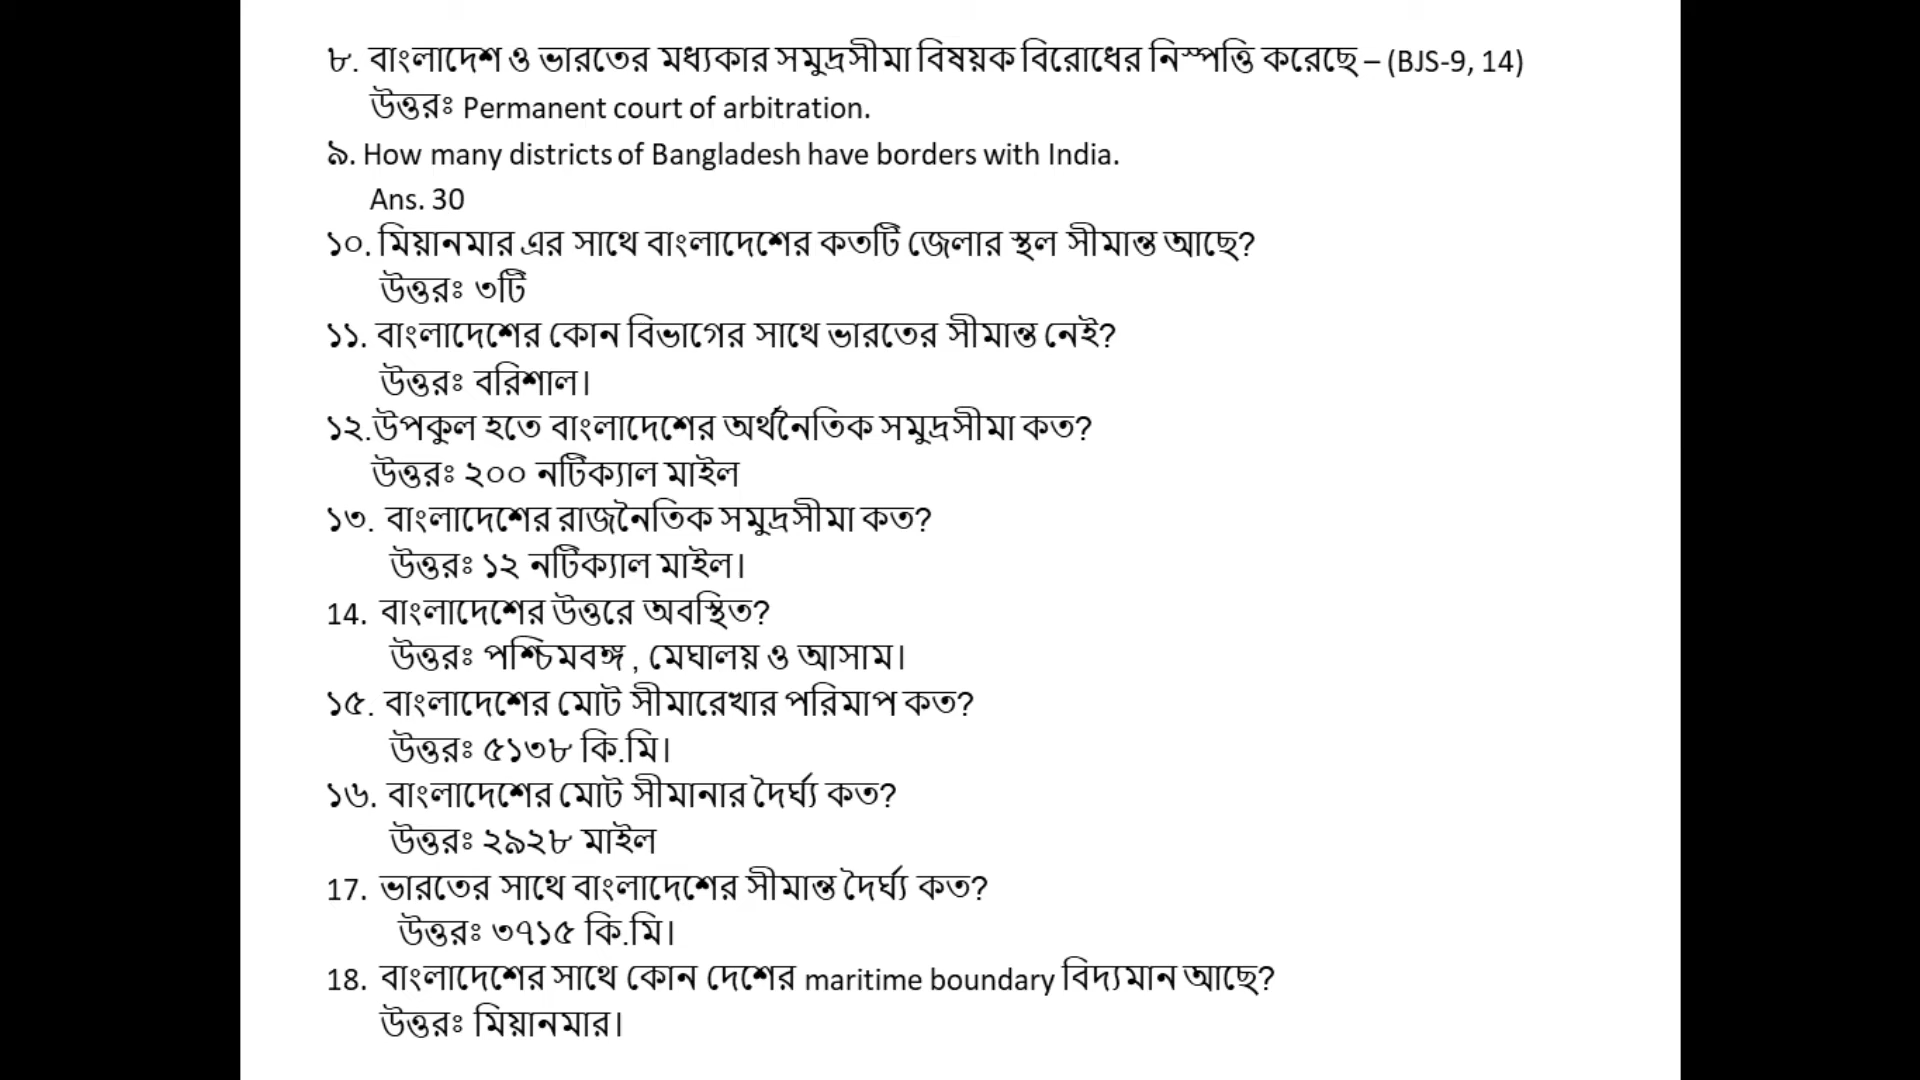 ৮. বাংলাদেশ ও ভারতের মধ্যকার সমুদ্রসীমা বিষয়ক বিরোধের নিস্পত্তি করেছে – (BJS-9, 14)
উত্তরঃ Permanent court of arbitration.
৯. How many districts of Bangladesh have borders with India.
Ans. 30
১০. মিয়ানমার এর সাথে বাংলাদেশের কতটি জেলার স্থল সীমান্ত আছে?
উত্তরঃ ৩টি
১১. বাংলাদেশের কোন বিভাগের সাথে ভারতের সীমান্ত নেই?
উত্তরঃ বরিশাল।
১২.উপকুল হতে বাংলাদেশের অর্থনৈতিক সমুদ্রসীমা কত?
উত্তরঃ ২০০ নটিক্যাল মাইল
১৩. বাংলাদেশের রাজনৈতিক সমুদ্রসীমা কত?
উত্তরঃ ১২ নটিক্যাল মাইল।
14. বাংলাদেশের উত্তরে অবস্থিত?
উত্তরঃ পশ্চিমবঙ্গ , মেঘালয় ও আসাম।
১৫. বাংলাদেশের মোট সীমারেখার পরিমাপ কত?
উত্তরঃ ৫১৩৮ কি.মি।
১৬. বাংলাদেশের মোট সীমানার দৈর্ঘ্য কত?
উত্তরঃ ২৯২৮ মাইল
17. ভারতের সাথে বাংলাদেশের সীমান্ত দৈর্ঘ্য কত?
উত্তরঃ ৩৭১৫ কি.মি।
18. বাংলাদেশের সাথে কোন দেশের maritime boundary বিদ্যমান আছে?
উত্তরঃ মিয়ানমার।